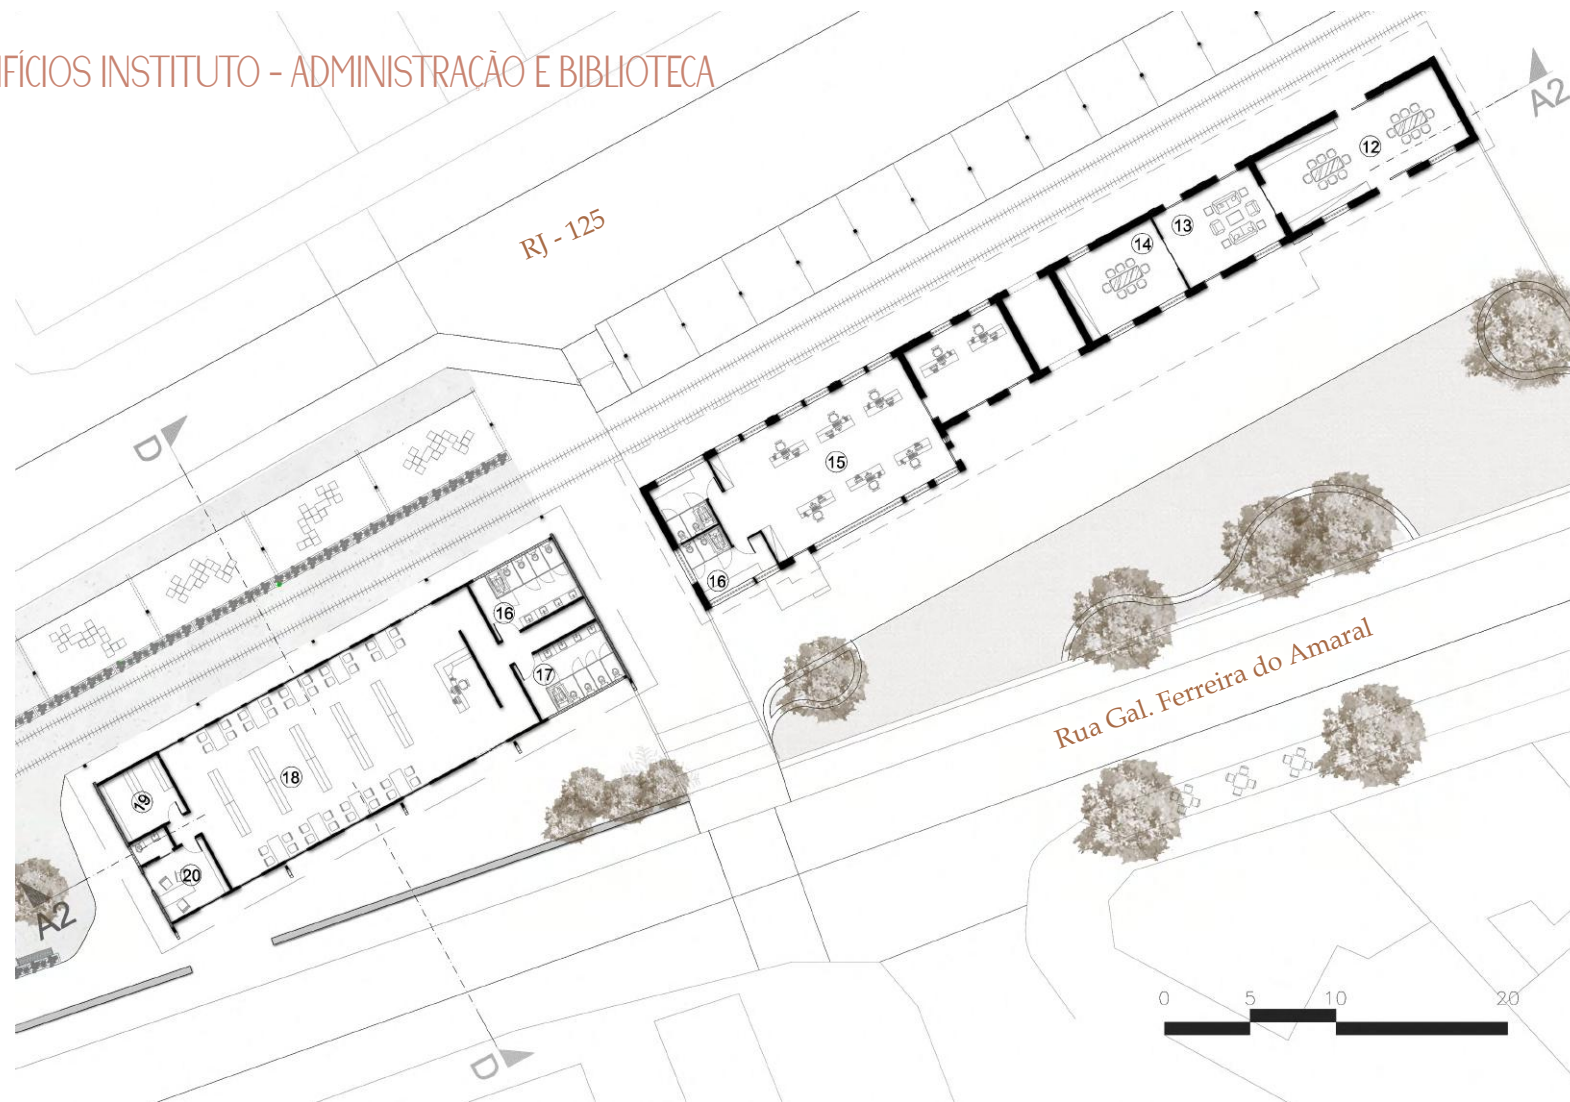 IFÍCIOS INSTITUTO - ADMINISTRAÇÃO E BIBLIOTECA
A2
12
RJ - 125
13
14
D
15
16
16
17
Rua Gal. Ferreira do Amaral
18
19
20
A2
0 5 10 20
D